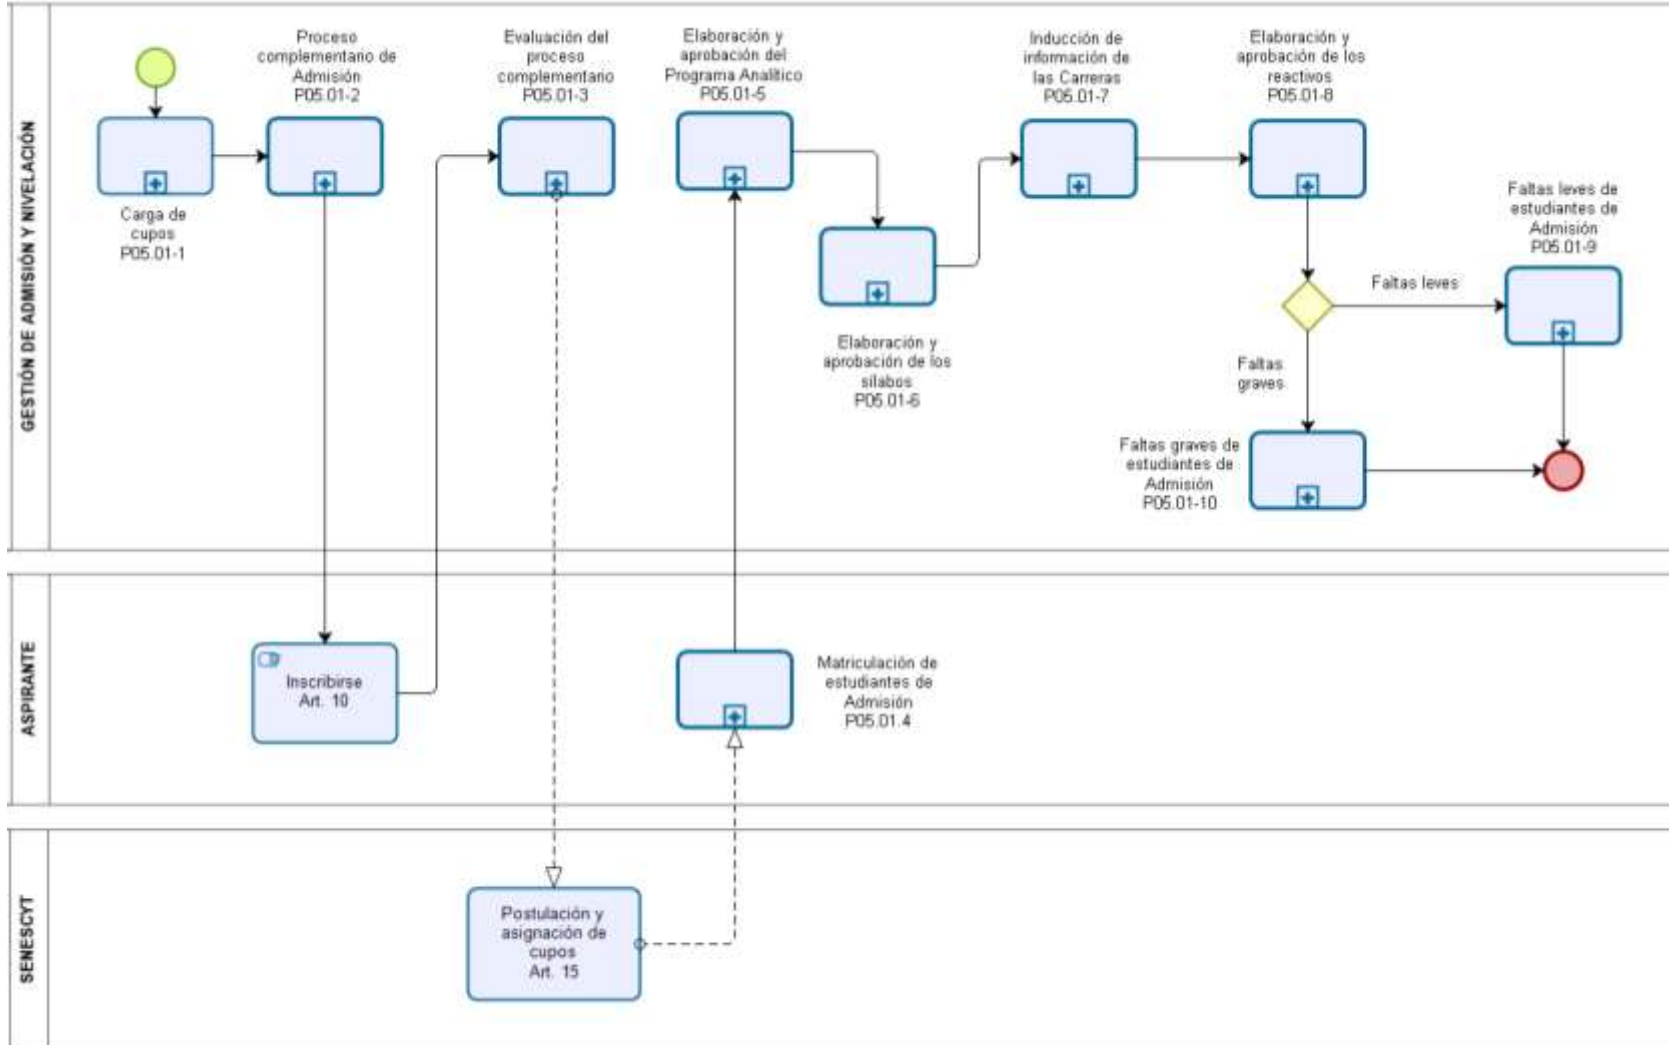 GESTIÓN DE ADMISIÓN Y NIVELACIÓN
Carga de
cupos
P05.01-1
Proceso
complementario de
Admisión
P05.01-2
Evaluación del
proceso
complementario
P05.01-3
Elaboración y
aprobación del
Programa Analítico
P05.01-5
Elaboración y
aprobación de los
sílabos
P05.01-6
Inducción de
información de
las Carreras
P05.01-7
Elaboración y
aprobación de los
reactivos
P05.01-8
Faltas leves
Faltas leves de
estudiantes de
Admisión
P05.01-9
Faltas
graves
Faltas graves de
estudiantes de
Admisión
P05.01-10
ASPIRANTE
Inscribirse
Art. 10
Matriculación de
estudiantes de
Admisión
P05.01.4
SENESCYT
Postulación y
asignación de
cupos
Art. 15